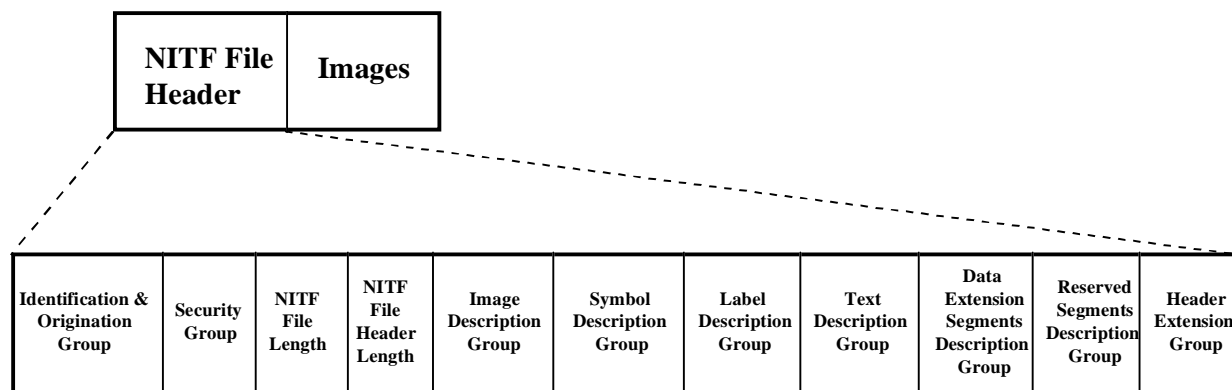 NITF File
Header
Images
Identification &
Origination
Group
Security
Group
NITF
File
Length
NITF
File
Header
Length
Image
Description
Group
Symbol
Description
Group
Label
Description
Group
Text
Description
Group
Data
Extension
Segments
Description
Group
Reserved
Segments
Description
Group
Header
Extension
Group